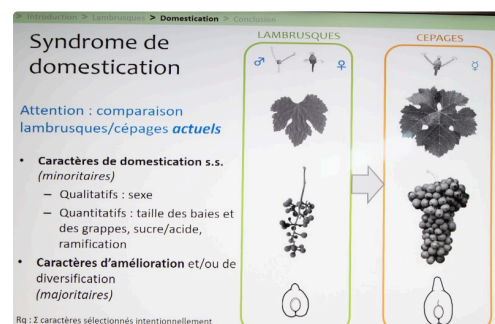 > Introduction > Lambrusques > Domestication > Conclusion
Syndrome de
domestication
LAMBRUSQUES
CEPAGES
♂ ♀ ☿
Attention : comparaison
lambrusques/cépages actuels
• Caractères de domestication s.s.
(minoritaires)
– Qualitatifs : sexe
– Quantitatifs : taille des baies et
des grappes, sucre/acide,
ramification
• Caractères d'amélioration et/ou de
diversification
(majoritaires)
Rq : Σ caractères sélectionnés intentionnellement